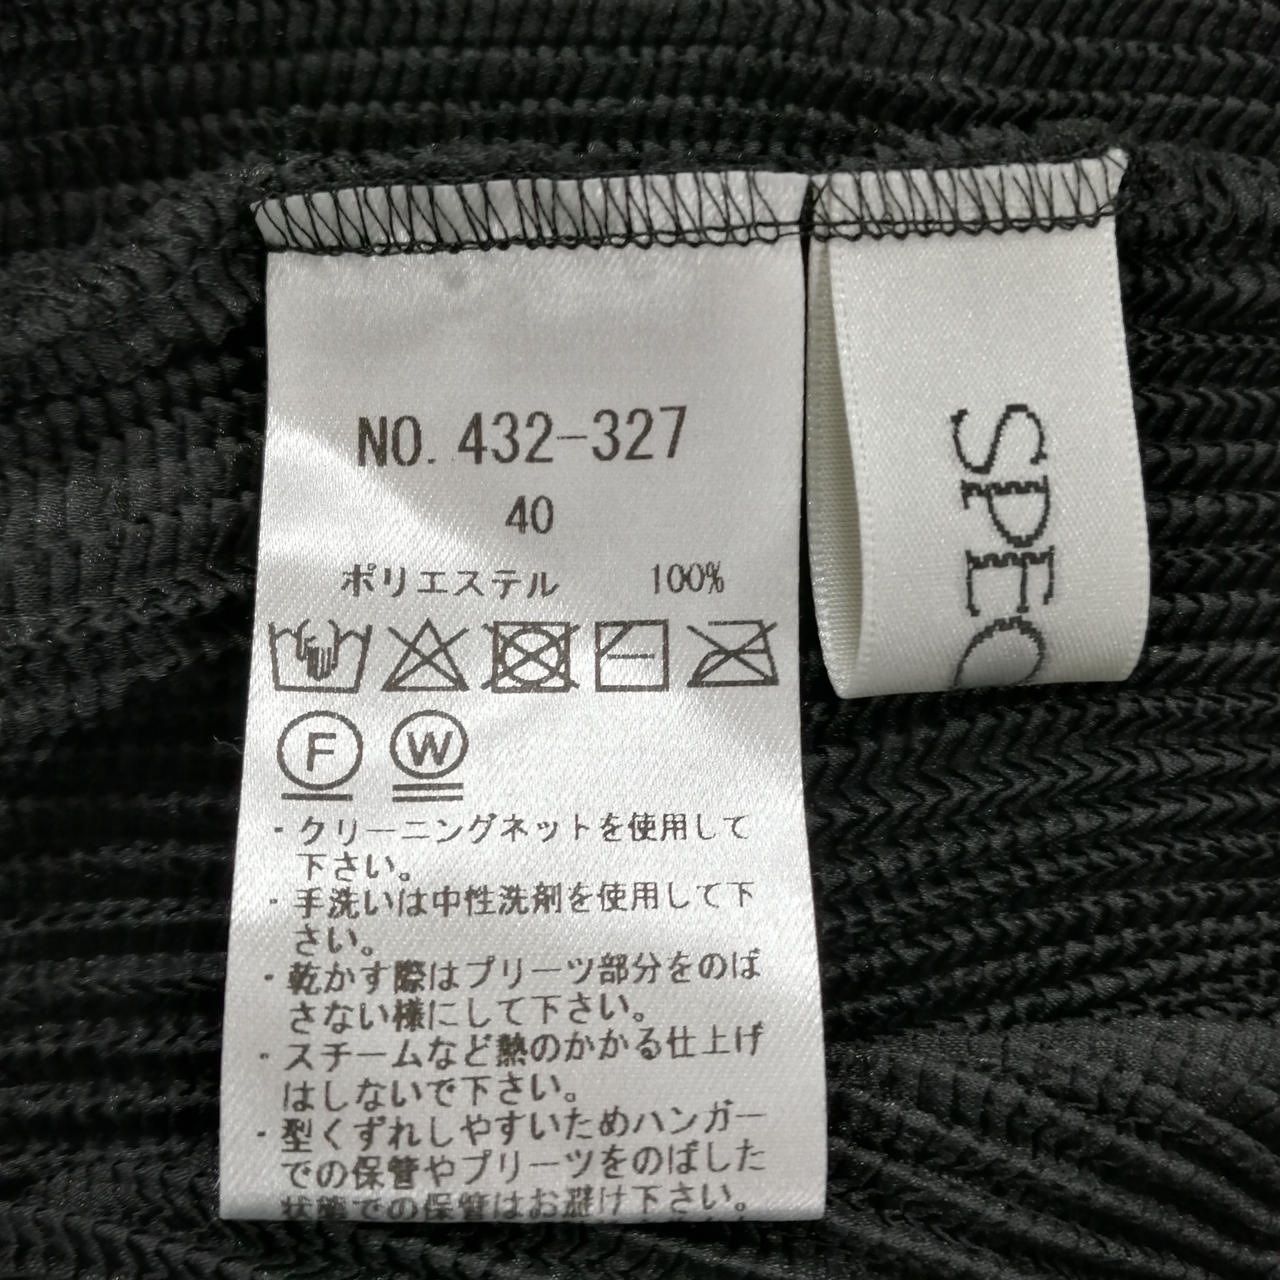 NO. 432-327
40
ポリエステル 100%
F W
・クリーニングネットを使用して
下さい。
・手洗いは中性洗剤を使用して下
さい。
・乾かす際はプリーツ部分をのば
さない様にして下さい。
・スチームなど熱のかかる仕上げ
はしないで下さい。
・型くずれしやすいためハンガー
での保管やプリーツをのばした
状態での保管はお避け下さい。
SPEC